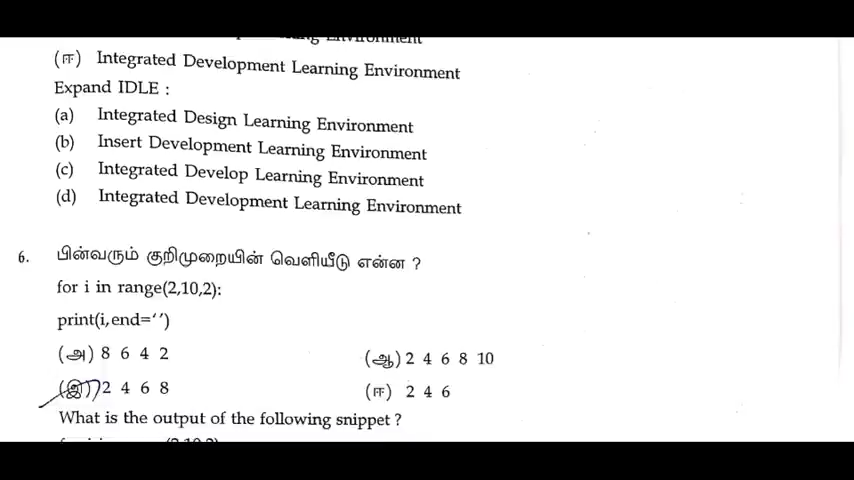 Environment
(ஈ) Integrated Development Learning Environment
Expand IDLE :
(a) Integrated Design Learning Environment
(b) Insert Development Learning Environment
(c) Integrated Develop Learning Environment
(d) Integrated Development Learning Environment
6. பின்வரும் குறிமுறையின் வெளியீடு என்ன ?
for i in range(2,10,2):
print(i,end='')
(அ) 8 6 4 2 (ஆ) 2 4 6 8 10
(இ) 2 4 6 8 (ஈ) 2 4 6
What is the output of the following snippet ?